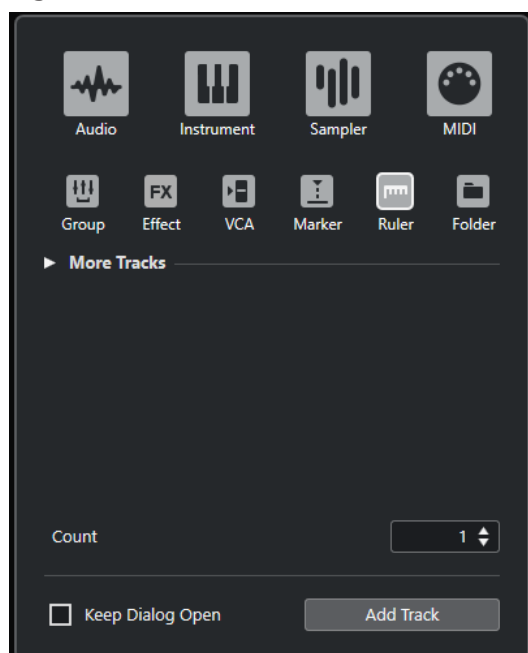 Audio Instrument Sampler MIDI
FX
Group Effect VCA Marker Ruler Folder
More Tracks
Count 1
Keep Dialog Open Add Track